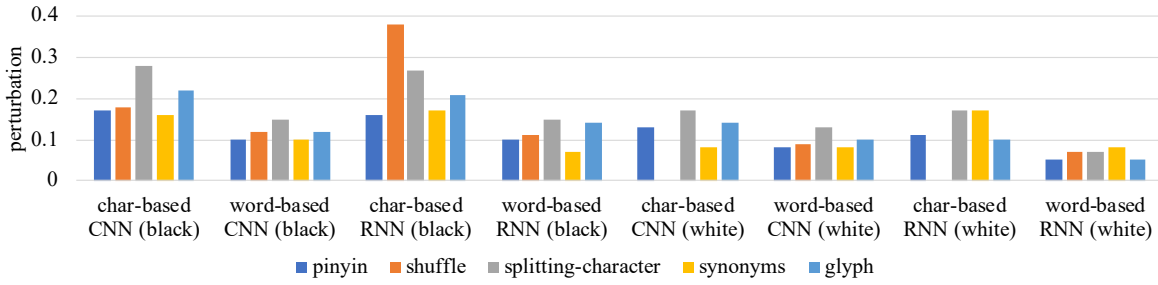 0.4
0.3
0.2
0.1
0
perturbation
char-based CNN (black)
word-based CNN (black)
char-based RNN (black)
word-based RNN (black)
char-based CNN (white)
word-based CNN (white)
char-based RNN (white)
word-based RNN (white)
pinyin shuffle splitting-character synonyms glyph